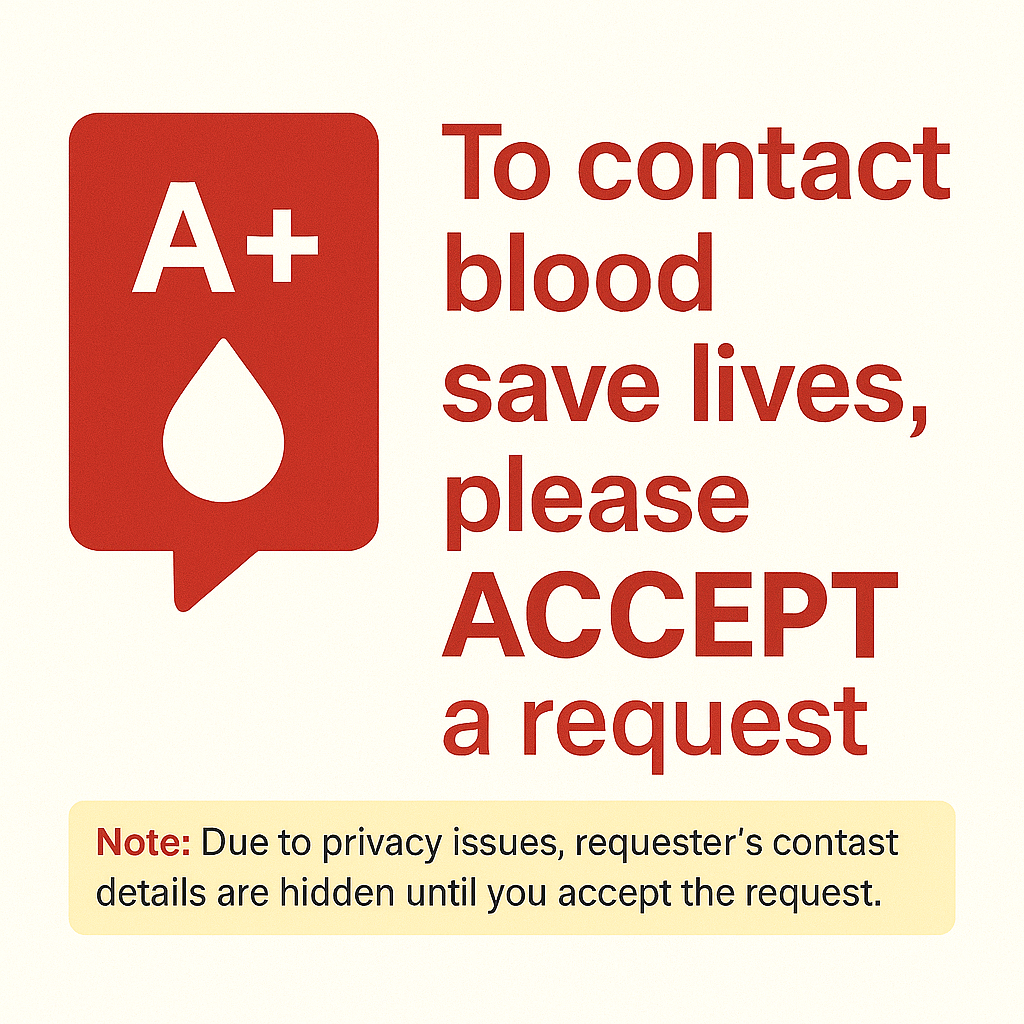 A+
To contact
blood
save lives,
please
ACCEPT
a request
Note: Due to privacy issues, requester's contast
details are hidden until you accept the request.